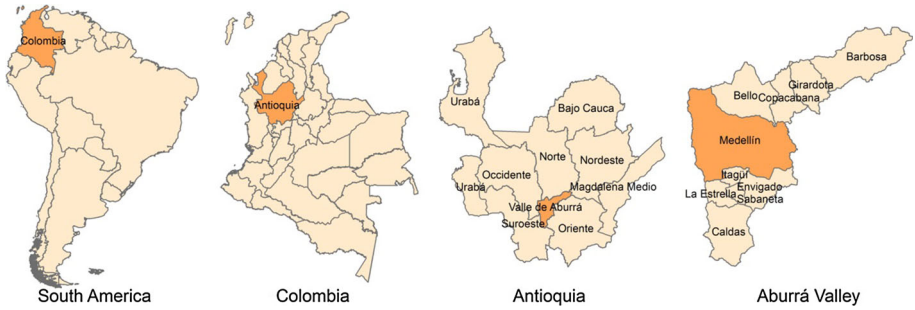 Colombia
South America
Antioquia
Colombia
Urabá
Bajo Cauca
Norte
Nordeste
Occidente
Urabá
Magdalena Medio
Valle de Aburrá
Suroeste
Oriente
Antioquia
Barbosa
Girardota
Bello
Copacabana
Medellín
Itagüí
La Estrella
Envigado
Sabaneta
Caldas
Aburrá Valley